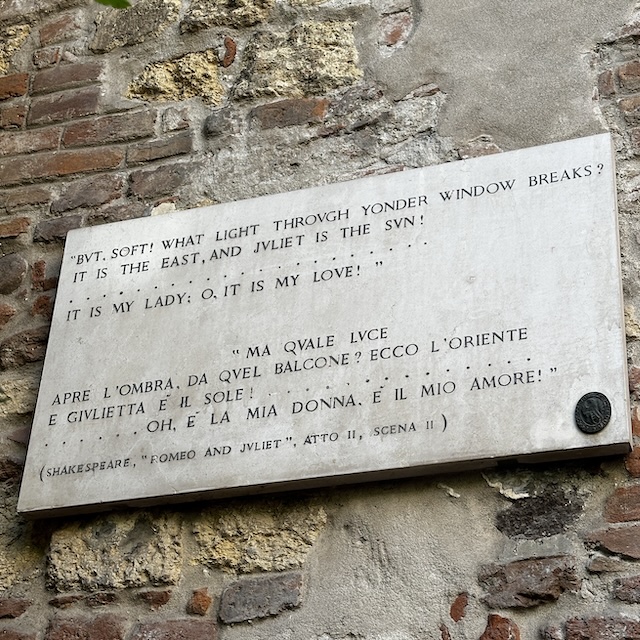 "BVT, SOFT! WHAT LIGHT THROVGH YONDER WINDOW BREAKS?
IT IS THE EAST, AND JVLIET IS THE SVN!
. . . . . . . . . . . . . . . . . . . .
IT IS MY LADY; O, IT IS MY LOVE! "
" MA QVALE LVCE
APRE L'OMBRA, DA QVEL BALCONE? ECCO L'ORIENTE
E GIVLIETTA È IL SOLE! . . . . . . . . . . . . . .
. . . . . . OH, È LA MIA DONNA, È IL MIO AMORE! "
(SHAKESPEARE, "ROMEO AND JVLIET", ATTO II, SCENA II )